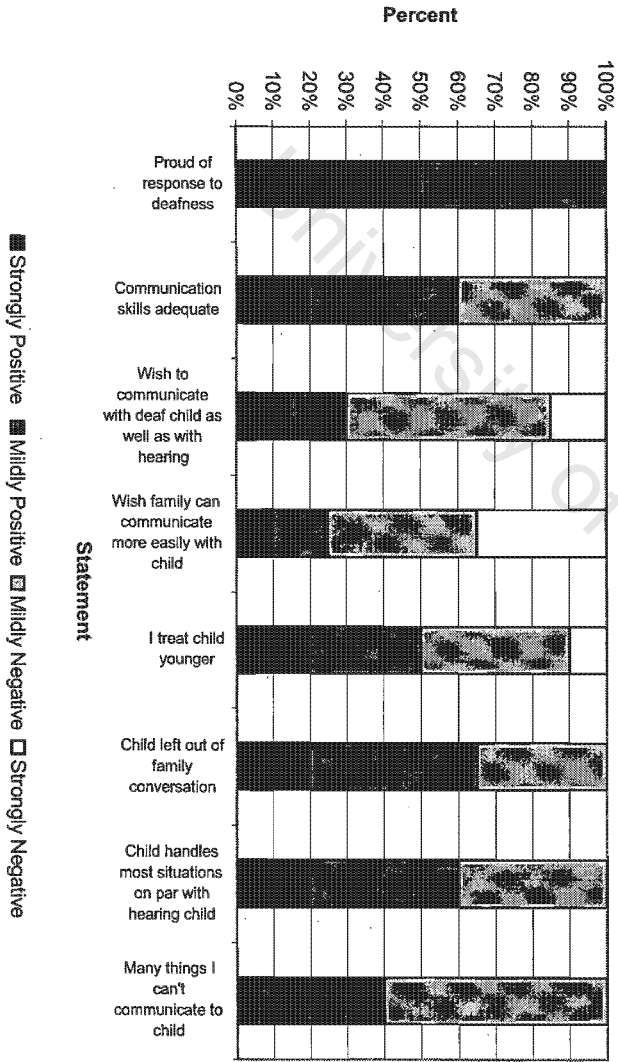 Percent
100%
90%
80%
70%
60%
50%
40%
30%
20%
10%
0%
Proud of
response to
deafness
Communication
skills adequate
Wish to
communicate
with deaf child as
well as with
hearing
Wish family can
communicate
more easily with
child
I treat child
younger
Child left out of
family
conversation
Child handles
most situations
on par with
hearing child
Many things I
can't
communicate to
child
Statement
Strongly Positive Mildly Positive Mildly Negative Strongly Negative
University of